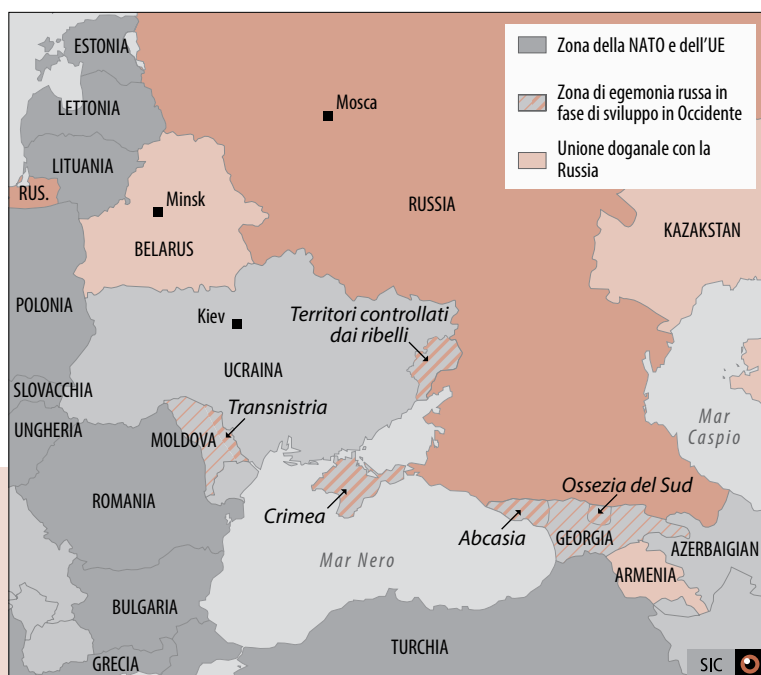 ESTONIA
LETTONIA
LITUANIA
RUS.
Mosca
Minsk
BELARUS
RUSSIA
KAZAKSTAN
Zona della NATO e dell'UE
Zona di egemonia russa in
fase di sviluppo in Occidente
Unione doganale con la
Russia
POLONIA
Kiev
UCRAINA
Territori controllati
dai ribelli
SLOVACCHIA
UNGHERIA
Transnistria
MOLDOVA
Mar
Caspio
ROMANIA
Crimea
Mar Nero
Abcasia
Ossezia del Sud
GEORGIA
AZERBAIGIAN
ARMENIA
BULGARIA
GRECIA
TURCHIA
SIC